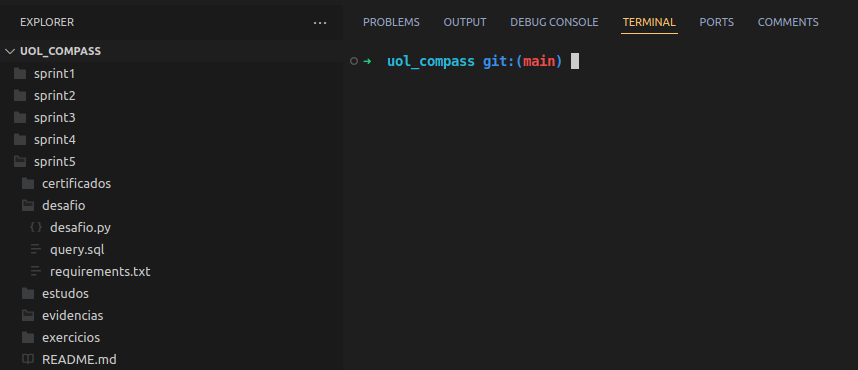 EXPLORER
UOL_COMPASS
sprint1
sprint2
sprint3
sprint4
sprint5
certificados
desafio
desafio.py
query.sql
requirements.txt
estudos
evidencias
exercicios
README.md
PROBLEMS OUTPUT DEBUG CONSOLE TERMINAL PORTS COMMENTS
➜ uol_compass git:(main)